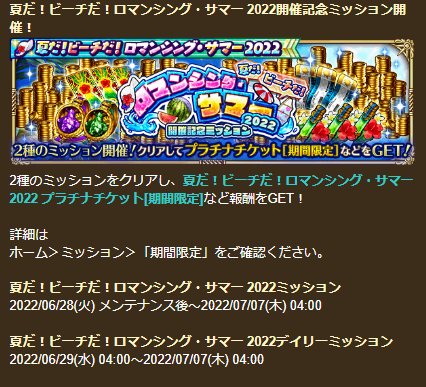 夏だ！ビーチだ！ロマンシング・サマー 2022開催記念ミッション開
催！
夏だ！ビーチだ！ロマンシング・サマー2022
夏だ！ビーチだ！
ロマンシング・
サマー
2022
開催記念ミッション
2種のミッション開催！クリアしてプラチナチケット[期間限定]などをGET！
2種のミッションをクリアし、夏だ！ビーチだ！ロマンシング・サマー
2022 プラチナチケット[期間限定]など報酬をGET！
詳細は
ホーム＞ミッション＞「期間限定」をご確認ください。
夏だ！ビーチだ！ロマンシング・サマー 2022ミッション
2022/06/28(火) メンテナンス後～2022/07/07(木) 04:00
夏だ！ビーチだ！ロマンシング・サマー 2022デイリーミッション
2022/06/29(水) 04:00～2022/07/07(木) 04:00